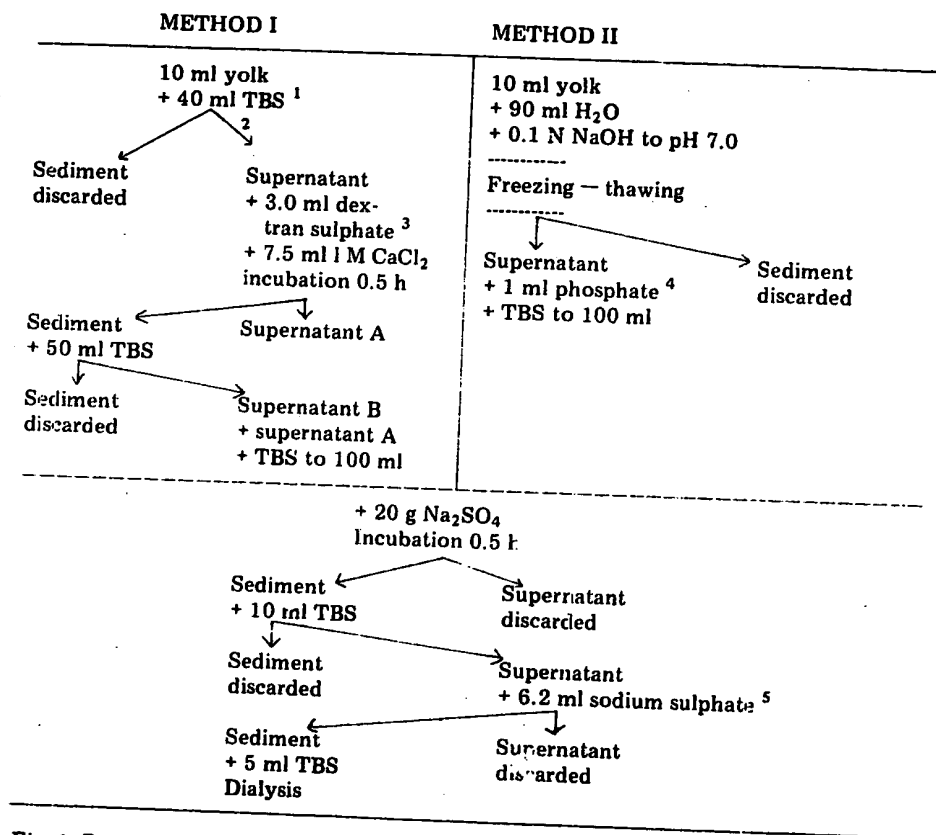 METHOD I
METHOD II
10 ml yolk
+ 40 ml TBS 1
2
Sediment
discarded
Supernatant
+ 3.0 ml dex-
tran sulphate 3
+ 7.5 ml 1 M CaCl2
incubation 0.5 h
Sediment
+ 50 ml TBS
Supernatant A
Sediment
discarded
Supernatant B
+ supernatant A
+ TBS to 100 ml
10 ml yolk
+ 90 ml H2O
+ 0.1 N NaOH to pH 7.0
Freezing — thawing
Supernatant
+ 1 ml phosphate 4
+ TBS to 100 ml
Sediment
discarded
+ 20 g Na2SO4
Incubation 0.5 h
Sediment
+ 10 ml TBS
Supernatant
discarded
Sediment
discarded
Supernatant
+ 6.2 ml sodium sulphate 5
Sediment
+ 5 ml TBS
Dialysis
Supernatant
discarded